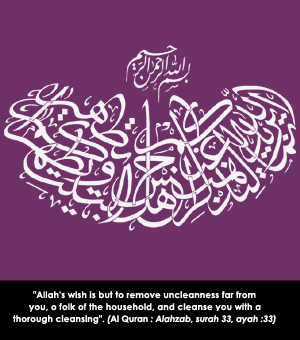 بسم الله الرحمن الرحيم
إنما يريد الله ليذهب عنكم الرجس أهل البيت ويطهركم تطهيرا
"Allah's wish is but to remove uncleanness far from
you, o folk of the household, and cleanse you with a
thorough cleansing". (Al Quran : Alahzab, surah 33, ayah :33)